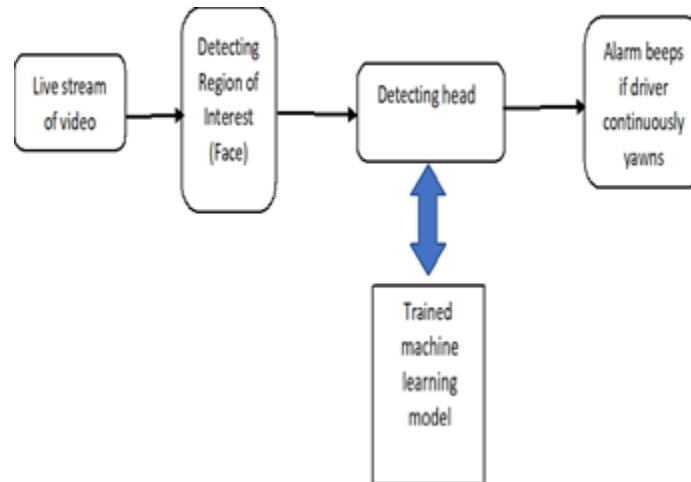 Live stream
of video
Detecting
Region of
Interest
(Face)
Detecting head
Alarm beeps
if driver
continuously
yawns
Trained
machine
learning
model